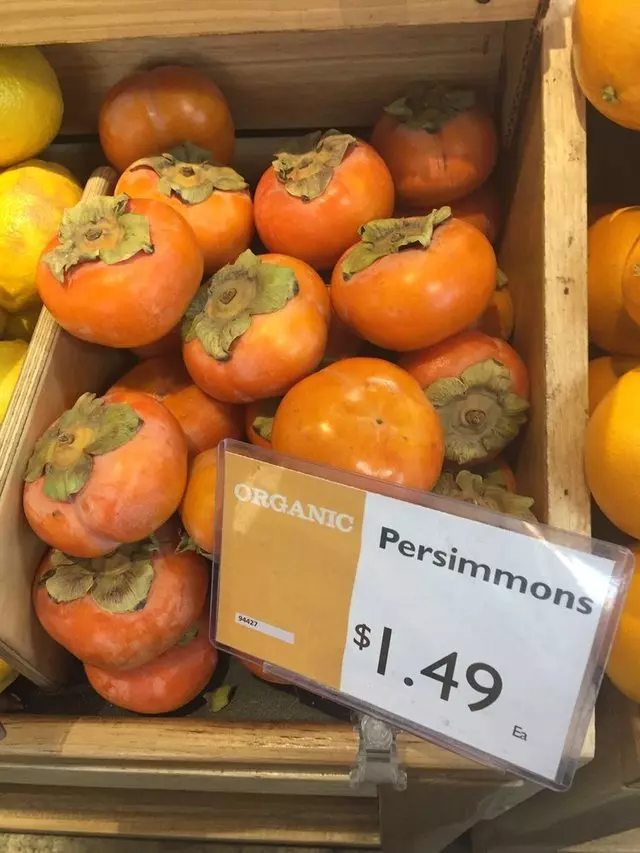 ORGANIC
Persimmons
94427
$1.49
Ea